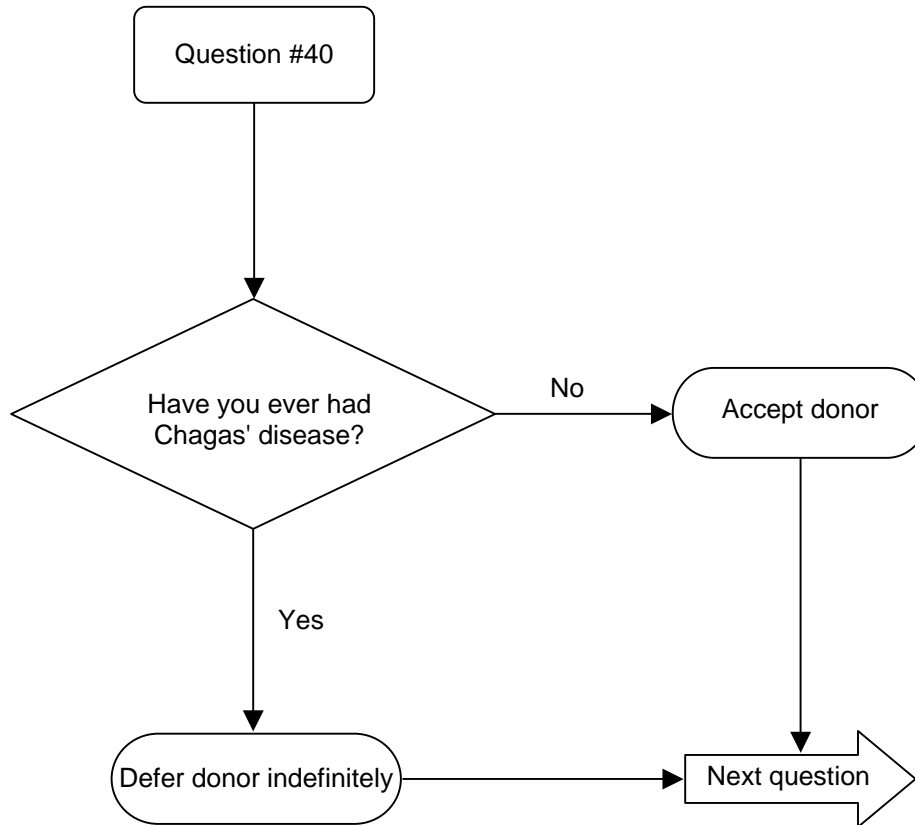 Question #40
Have you ever had
Chagas' disease?
No
Accept donor
Yes
Defer donor indefinitely
Next question